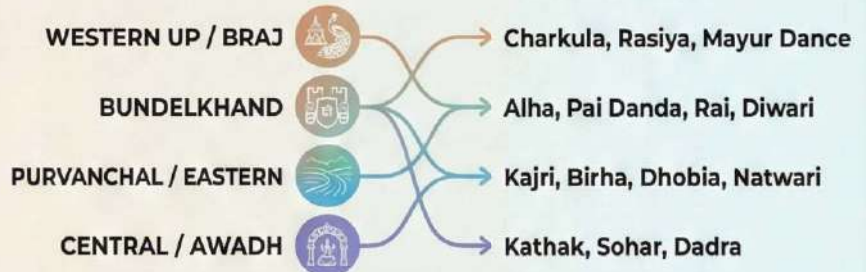 WESTERN UP / BRAJ
Charkula, Rasiya, Mayur Dance
BUNDELKHAND
Alha, Pai Danda, Rai, Diwari
PURVANCHAL / EASTERN
Kajri, Birha, Dhobia, Natwari
CENTRAL / AWADH
Kathak, Sohar, Dadra